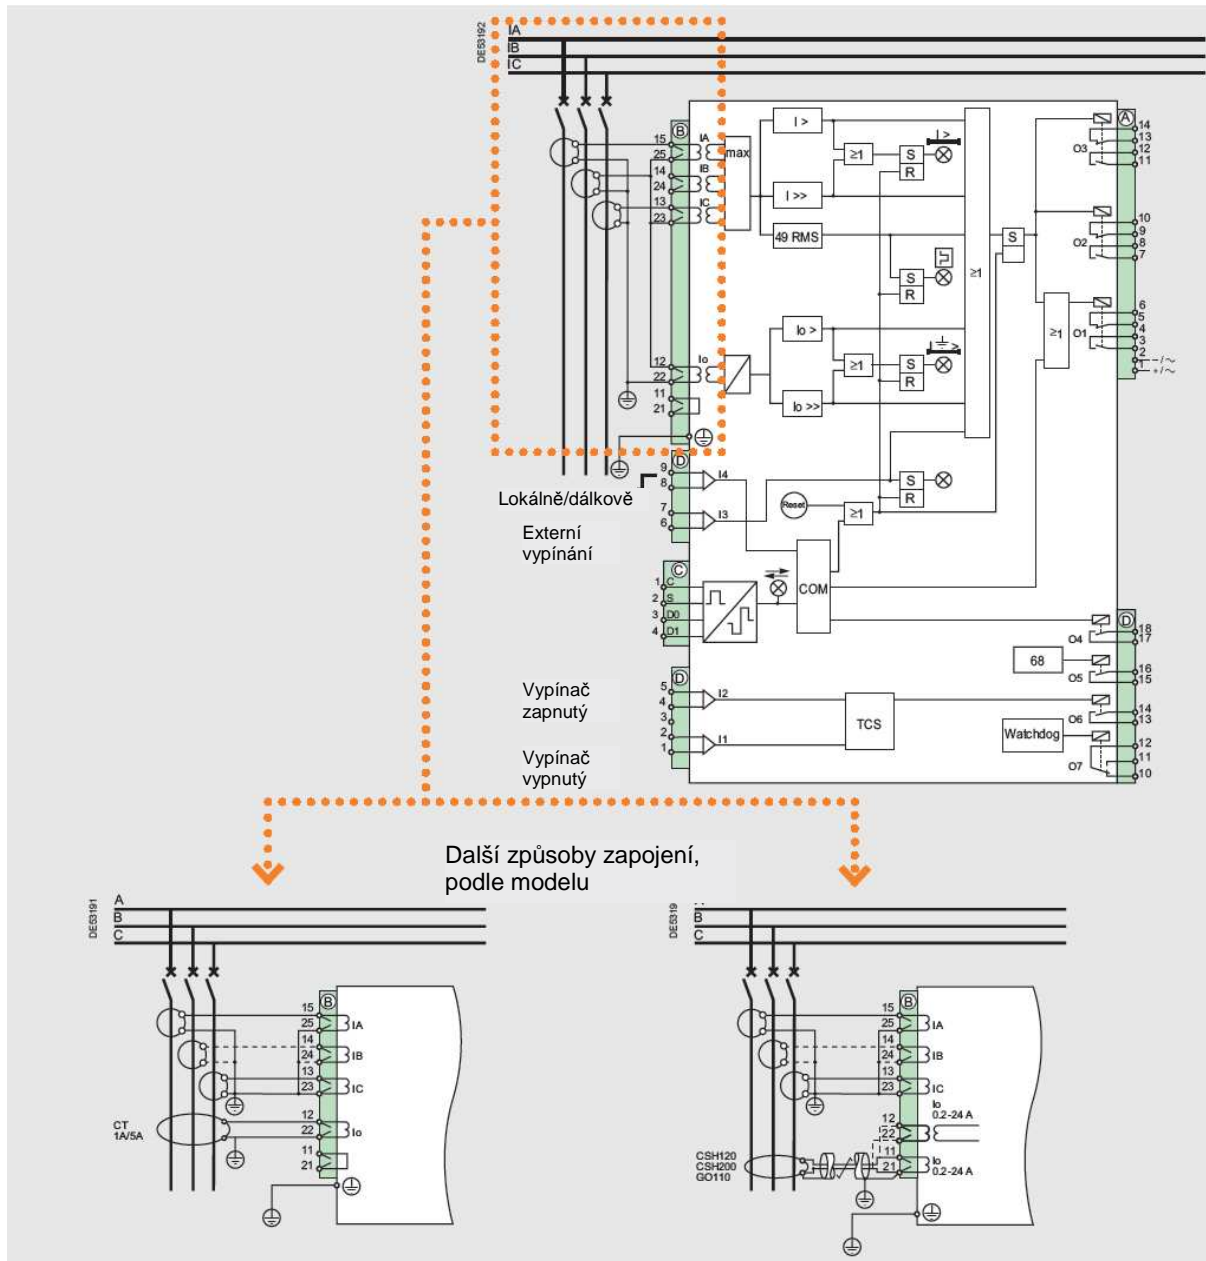 DE53192
IA
IB
IC
B
15
25
14
24
13
23
12
22
11
21
IA
IB
IC
Io
max
I >
I >>
49 RMS
≥1
S
R
I >
S
R
Io >
Io >>
≥1
S
R
I >
≥1
S
≥1
A
14
13
12
11
O3
10
9
8
7
O2
6
5
4
3
2
1
O1
−/～
+/～
D
9
8
7
6
I4
I3
Lokálně/dálkově
Externí
vypínání
Reset
≥1
S
R
C
1 C
2 S
3 D0
4 D1
COM
D
5
4
3
2
1
I2
I1
Vypínač
zapnutý
Vypínač
vypnutý
TCS
68
Watchdog
D
O4
18
17
O5
16
15
O6
14
13
O7
12
11
10
Další způsoby zapojení,
podle modelu
DE53191
A
B
C
B
15
25
14
24
13
23
12
22
11
21
IA
IB
IC
Io
CT
1A/5A
DE5319
B
C
B
15
25
14
24
13
23
12
22
11
21
IA
IB
IC
Io
0.2-24 A
Io
0.2-24 A
CSH120
CSH200
GO110